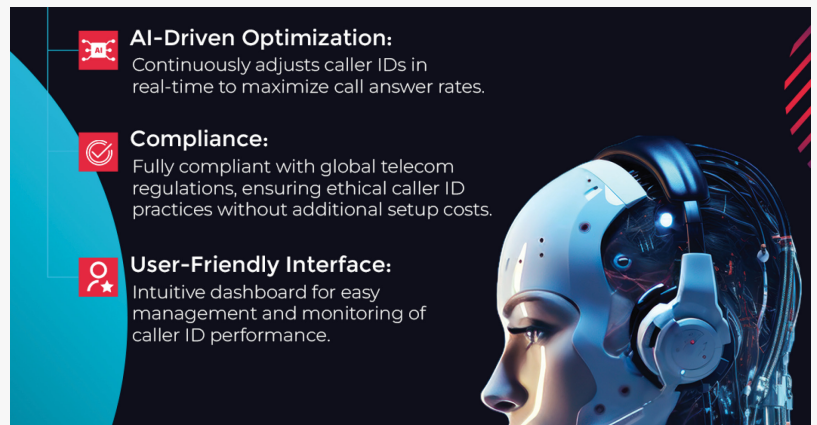 AI
AI-Driven Optimization:
Continuously adjusts caller IDs in
real-time to maximize call answer rates.
Compliance:
Fully compliant with global telecom
regulations, ensuring ethical caller ID
practices without additional setup costs.
User-Friendly Interface:
Intuitive dashboard for easy
management and monitoring of
caller ID performance.